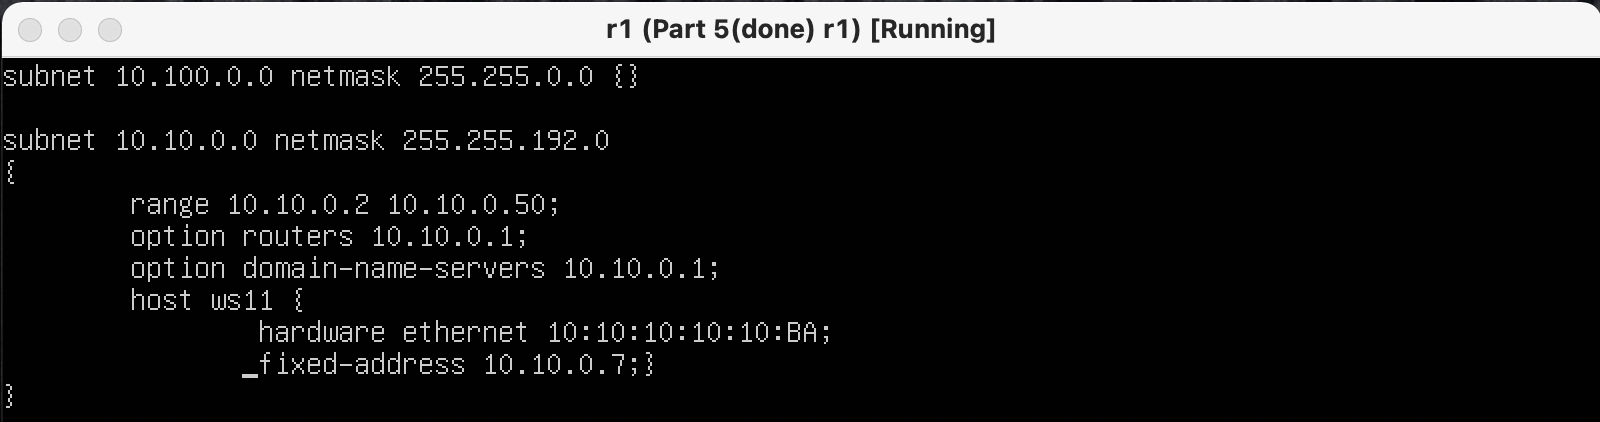 r1 (Part 5(done) r1) [Running]
subnet 10.100.0.0 netmask 255.255.0.0 {}
subnet 10.10.0.0 netmask 255.255.192.0
{
range 10.10.0.2 10.10.0.50;
option routers 10.10.0.1;
option domain-name-servers 10.10.0.1;
host ws11 {
hardware ethernet 10:10:10:10:10:BA;
fixed-address 10.10.0.7;}
}